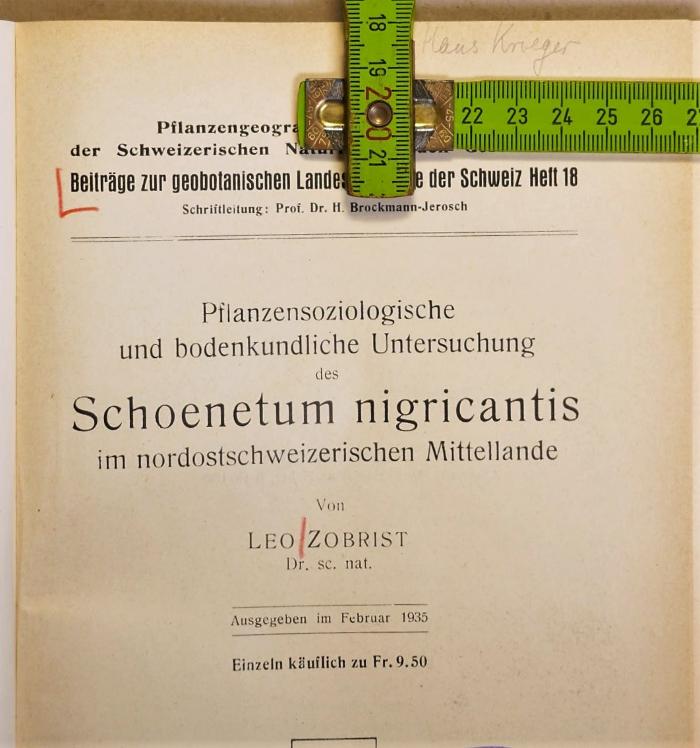 Hans Krieger
18
19
20
21
22 23 24 25 26
Pflanzengeogra
der Schweizerischen
Beiträge zur geobotanischen Landes e der Schweiz Heft 18
Schriftleitung: Prof. Dr. H. Brockmann-Jerosch
Pflanzensoziologische
und bodenkundliche Untersuchung
des
Schoenetum nigricantis
im nordostschweizerischen Mittellande
Von
LEO ZOBRIST
Dr. sc. nat.
Ausgegeben im Februar 1935
Einzeln käuflich zu Fr. 9.50